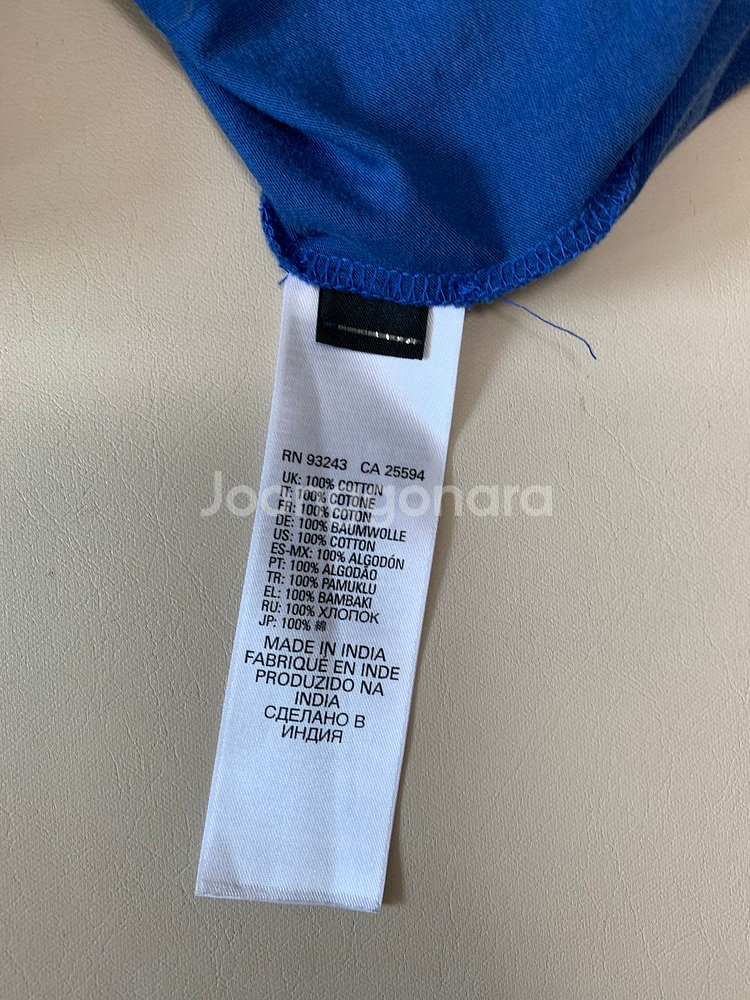 RN 93243 CA 25594
UK: 100% COTTON
IT: 100% COTONE
FR: 100% COTON
DE: 100% BAUMWOLLE
US: 100% COTTON
ES-MX: 100% ALGODÓN
PT: 100% ALGODÃO
TR: 100% PAMUKLU
EL: 100% BAMBAKI
RU: 100% ХЛОПОК
JP: 100% 綿
MADE IN INDIA
FABRIQUÉ EN INDE
PRODUZIDO NA
INDIA
СДЕЛАНО В
ИНДИЯ